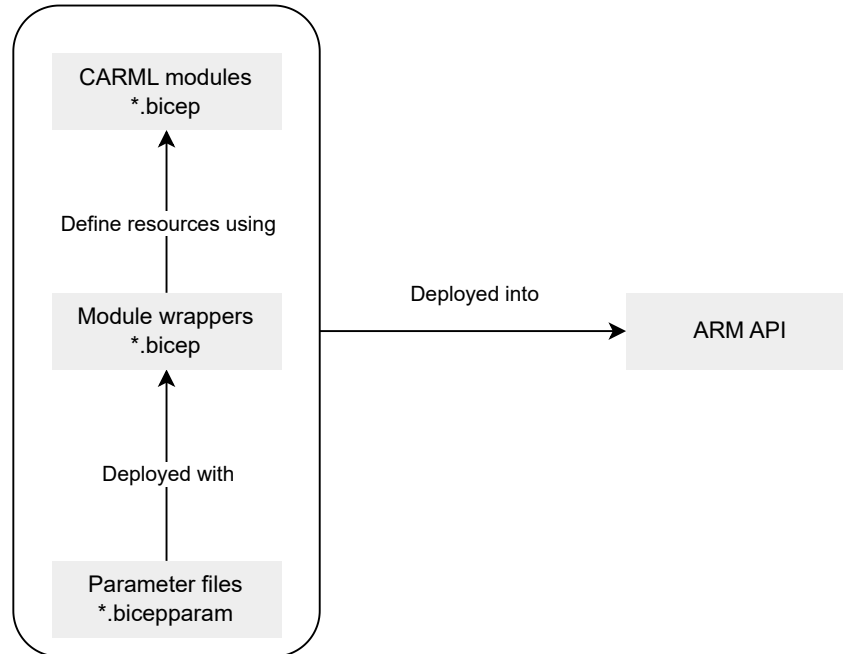 CARML modules
*.bicep
Define resources using
Deployed into
Module wrappers
*.bicep
ARM API
Deployed with
Parameter files
*.bicepparam